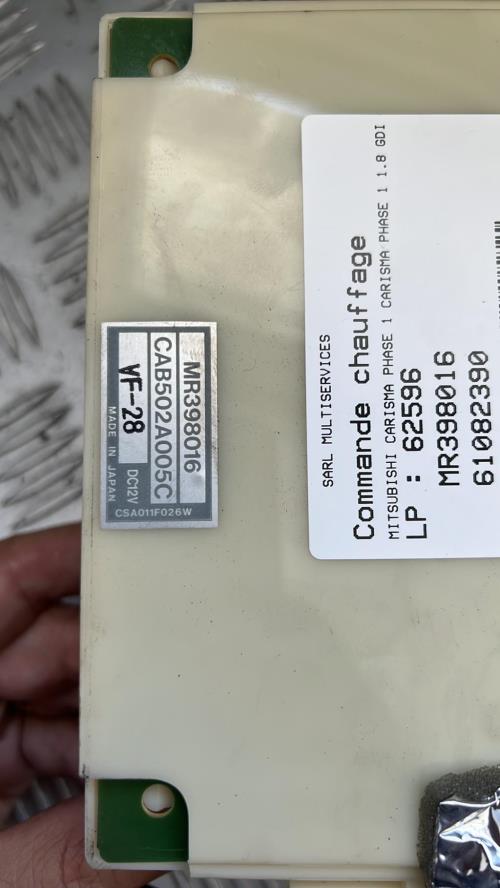 MR398016
CAB502A005C
VF-28
DC12V
MADE IN JAPAN
CSA011F026W
SARL MULTISERVICES
Commande chauffage
MITSUBISHI CARISMA PHASE 1 CARISMA PHASE 1 1.8 GDI
LP : 62596
MR398016
61082390